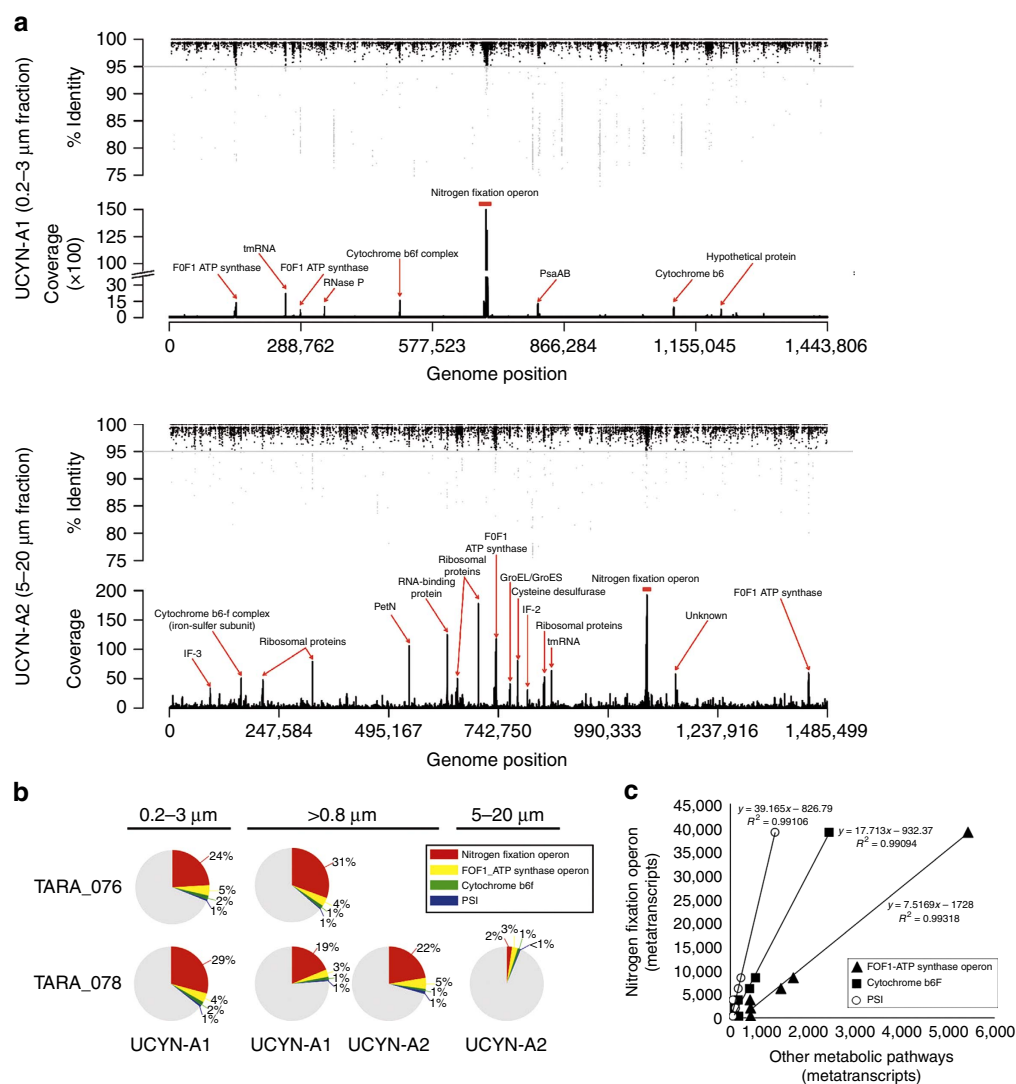 a
UCYN-A1 (0.2–3 µm fraction)
% Identity
100
95
90
85
80
75
Coverage
(×100)
150
125
100
30
15
0
Nitrogen fixation operon
tmRNA
F0F1 ATP synthase
F0F1 ATP synthase
RNase P
Cytochrome b6f complex
PsaAB
Cytochrome b6
Hypothetical protein
0
288,762
577,523
866,284
1,155,045
1,443,806
Genome position
UCYN-A2 (5–20 µm fraction)
% Identity
100
95
90
85
80
75
Coverage
200
150
100
50
0
IF-3
Cytochrome b6-f complex
(iron-sulfer subunit)
Ribosomal proteins
PetN
RNA-binding
protein
Ribosomal
proteins
F0F1
ATP synthase
GroEL/GroES
Cysteine desulfurase
IF-2
Ribosomal proteins
tmRNA
Nitrogen fixation operon
Unknown
F0F1 ATP synthase
0
247,584
495,167
742,750
990,333
1,237,916
1,485,499
Genome position
b
0.2–3 µm
>0.8 µm
5–20 µm
Nitrogen fixation operon
FOF1_ATP synthase operon
Cytochrome b6f
PSI
TARA_076
24%
5%
2%
1%
31%
4%
1%
1%
TARA_078
29%
4%
2%
1%
19%
3%
1%
1%
22%
5%
1%
1%
2%
3%
1%
<1%
UCYN-A1
UCYN-A1
UCYN-A2
UCYN-A2
c
Nitrogen fixation operon
(metatranscripts)
45,000
40,000
35,000
30,000
25,000
20,000
15,000
10,000
5,000
0
y = 39.165x – 826.79
R² = 0.99106
y = 17.713x – 932.37
R² = 0.99094
y = 7.5169x – 1728
R² = 0.99318
FOF1-ATP synthase operon
Cytochrome b6F
PSI
0
1,000
2,000
3,000
4,000
5,000
6,000
Other metabolic pathways
(metatranscripts)